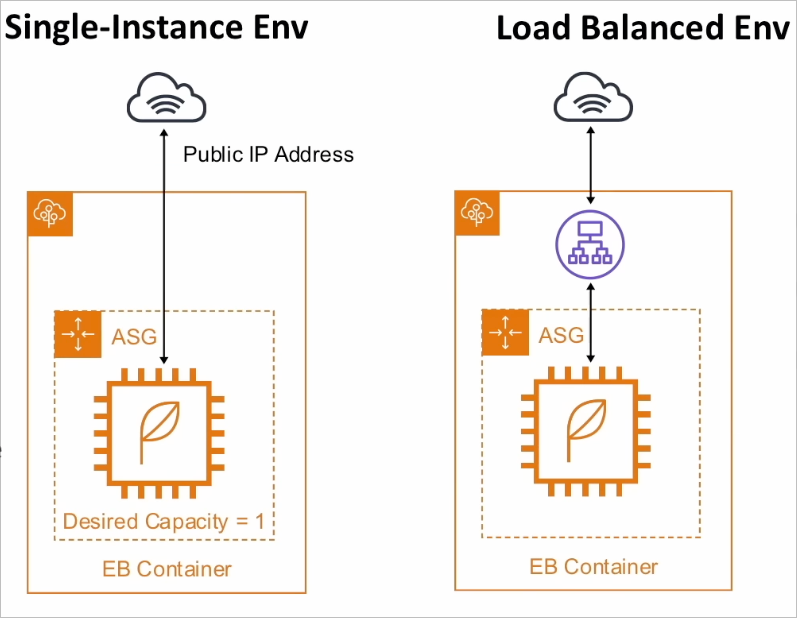 Single-Instance Env
Public IP Address
ASG
Desired Capacity = 1
EB Container
Load Balanced Env
ASG
EB Container